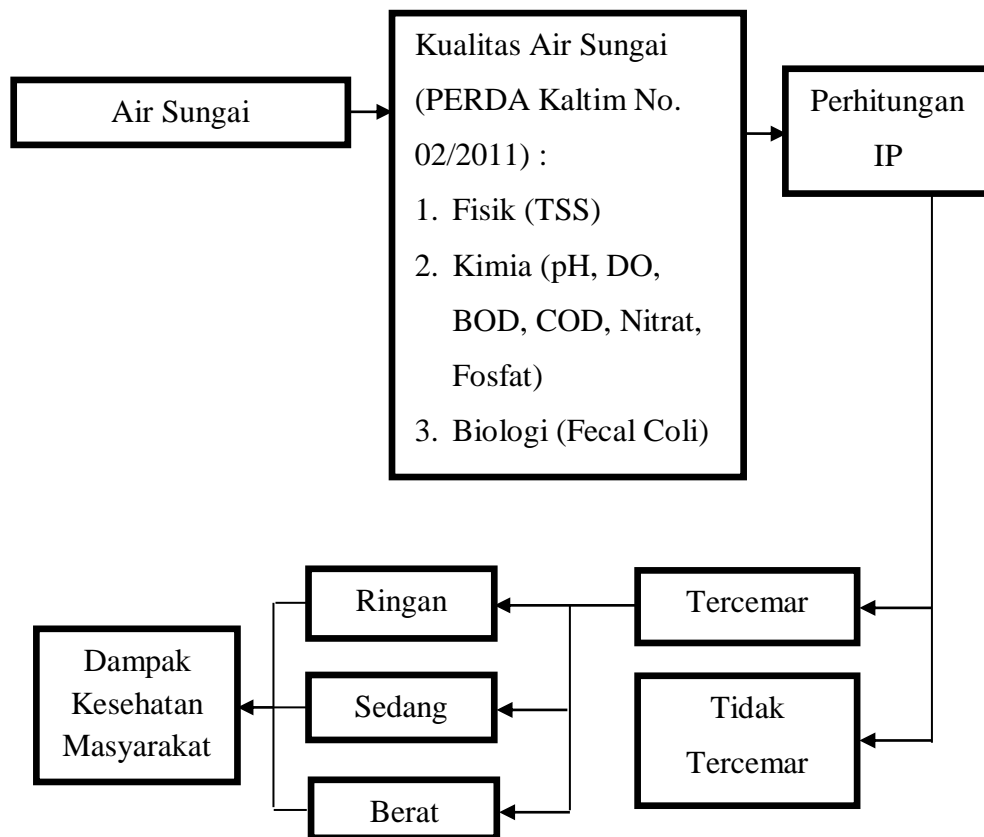 Air Sungai
Kualitas Air Sungai
(PERDA Kaltim No.
02/2011) :
1. Fisik (TSS)
2. Kimia (pH, DO,
BOD, COD, Nitrat,
Fosfat)
3. Biologi (Fecal Coli)
Perhitungan
IP
Tercemar
Tidak
Tercemar
Ringan
Sedang
Berat
Dampak
Kesehatan
Masyarakat